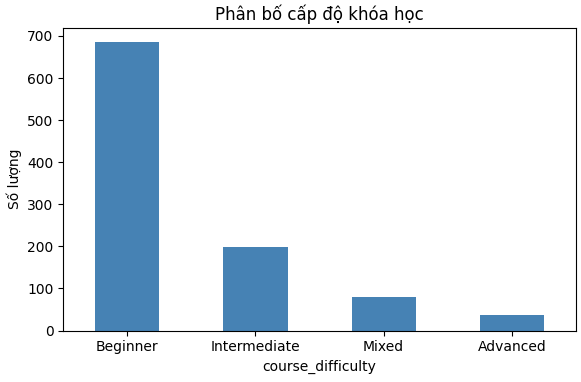 Phân bố cấp độ khóa học
Số lượng
700
600
500
400
300
200
100
0
Beginner
Intermediate
Mixed
Advanced
course_difficulty